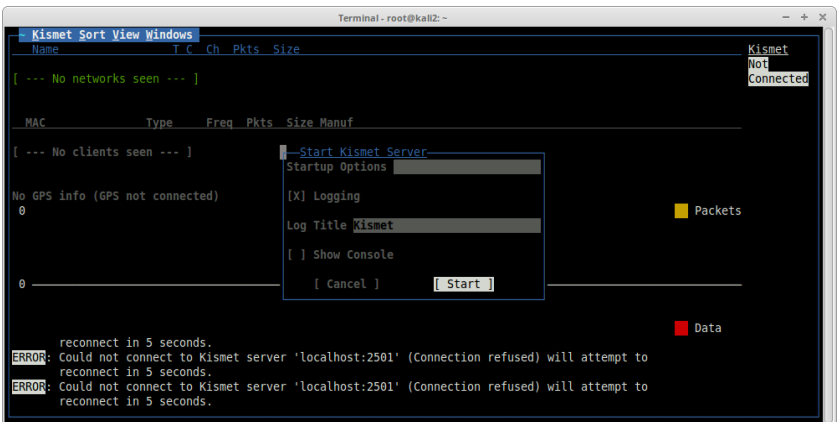 Terminal - root@kali2: ~
~ Kismet Sort View Windows
Name T C Ch Pkts Size
Kismet
Not
Connected
[ --- No networks seen --- ]
MAC Type Freq Pkts Size Manuf
[ --- No clients seen --- ]
Start Kismet Server
Startup Options
[X] Logging
Log Title Kismet
[ ] Show Console
[ Cancel ] [ Start ]
No GPS info (GPS not connected)
0
Packets
0
Data
reconnect in 5 seconds.
ERROR: Could not connect to Kismet server 'localhost:2501' (Connection refused) will attempt to
reconnect in 5 seconds.
ERROR: Could not connect to Kismet server 'localhost:2501' (Connection refused) will attempt to
reconnect in 5 seconds.